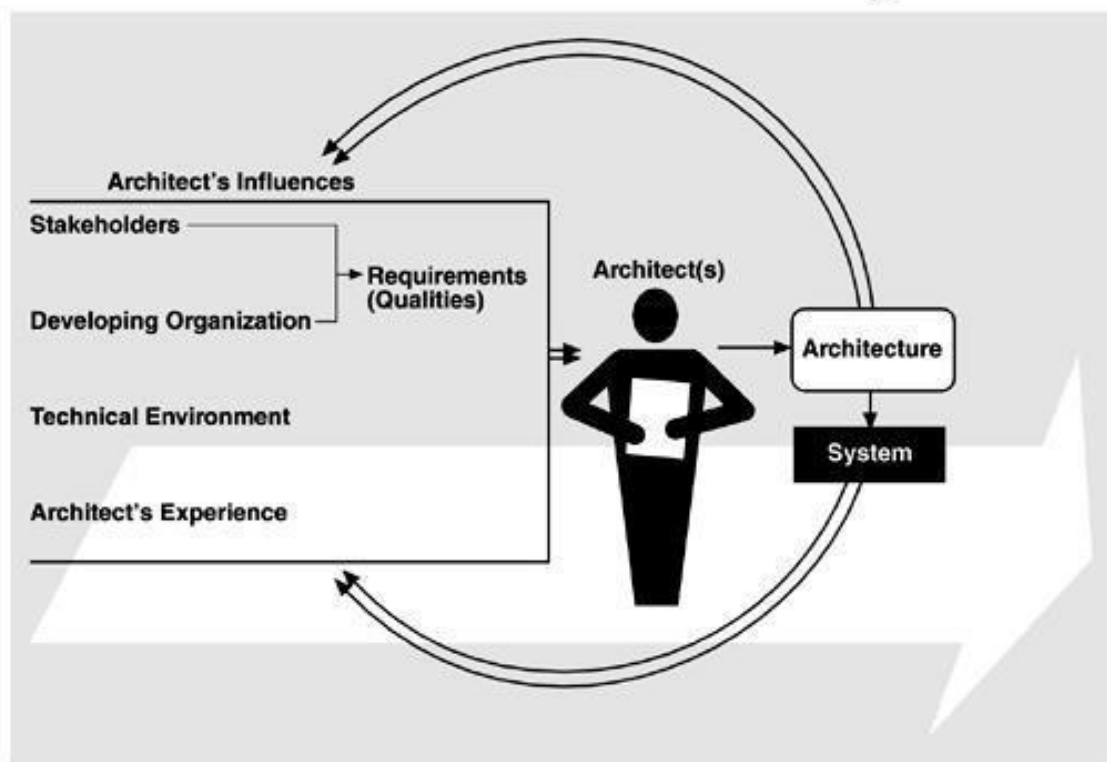 Architect's Influences
Stakeholders
Requirements
(Qualities)
Developing Organization
Technical Environment
Architect's Experience
Architect(s)
Architecture
System